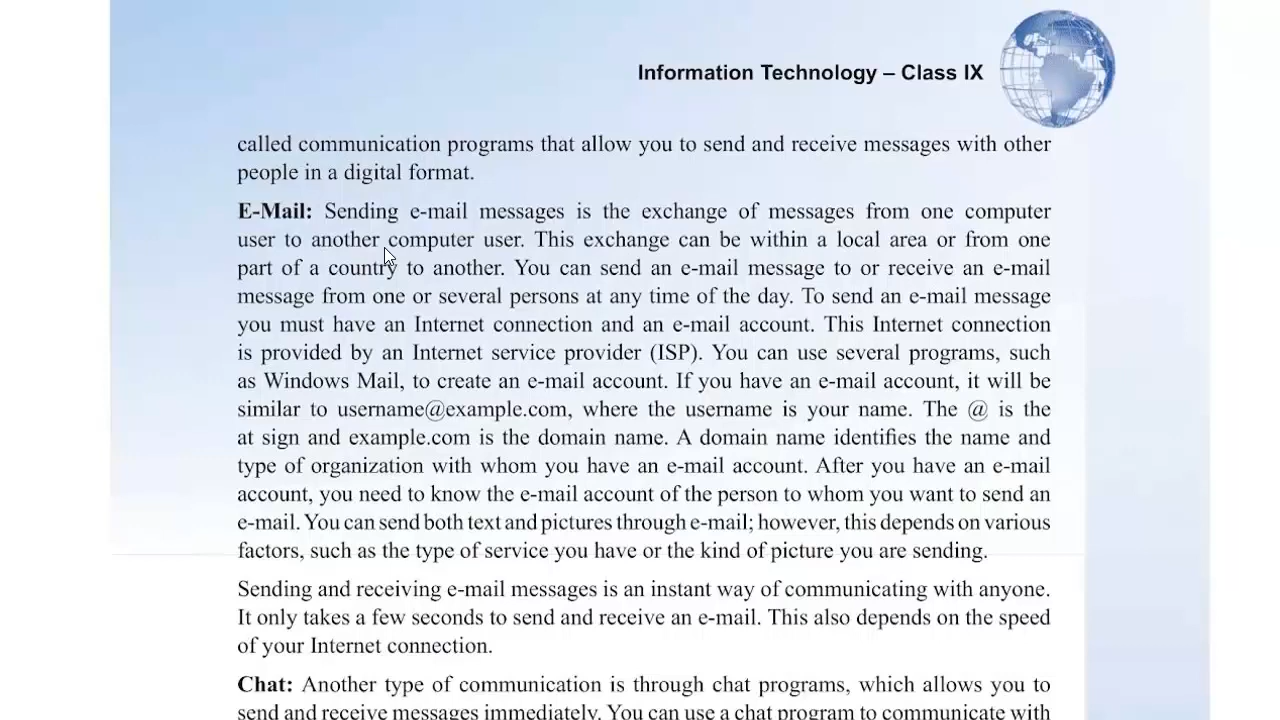 Information Technology – Class IX
called communication programs that allow you to send and receive messages with other
people in a digital format.
E-Mail: Sending e-mail messages is the exchange of messages from one computer
user to another computer user. This exchange can be within a local area or from one
part of a country to another. You can send an e-mail message to or receive an e-mail
message from one or several persons at any time of the day. To send an e-mail message
you must have an Internet connection and an e-mail account. This Internet connection
is provided by an Internet service provider (ISP). You can use several programs, such
as Windows Mail, to create an e-mail account. If you have an e-mail account, it will be
similar to username@example.com, where the username is your name. The @ is the
at sign and example.com is the domain name. A domain name identifies the name and
type of organization with whom you have an e-mail account. After you have an e-mail
account, you need to know the e-mail account of the person to whom you want to send an
e-mail. You can send both text and pictures through e-mail; however, this depends on various
factors, such as the type of service you have or the kind of picture you are sending.
Sending and receiving e-mail messages is an instant way of communicating with anyone.
It only takes a few seconds to send and receive an e-mail. This also depends on the speed
of your Internet connection.
Chat: Another type of communication is through chat programs, which allows you to
send and receive messages immediately. You can use a chat program to communicate with